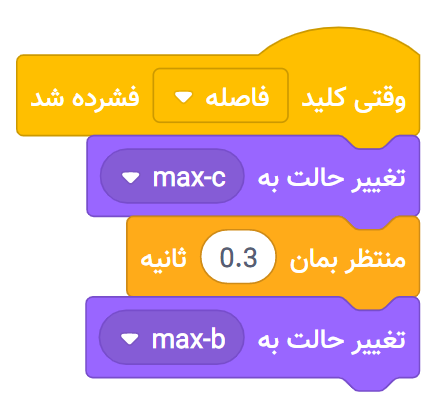 وقتی کلید فاصله فشرده شد
تغییر حالت به max-c
منتظر بمان 0.3 ثانیه
تغییر حالت به max-b